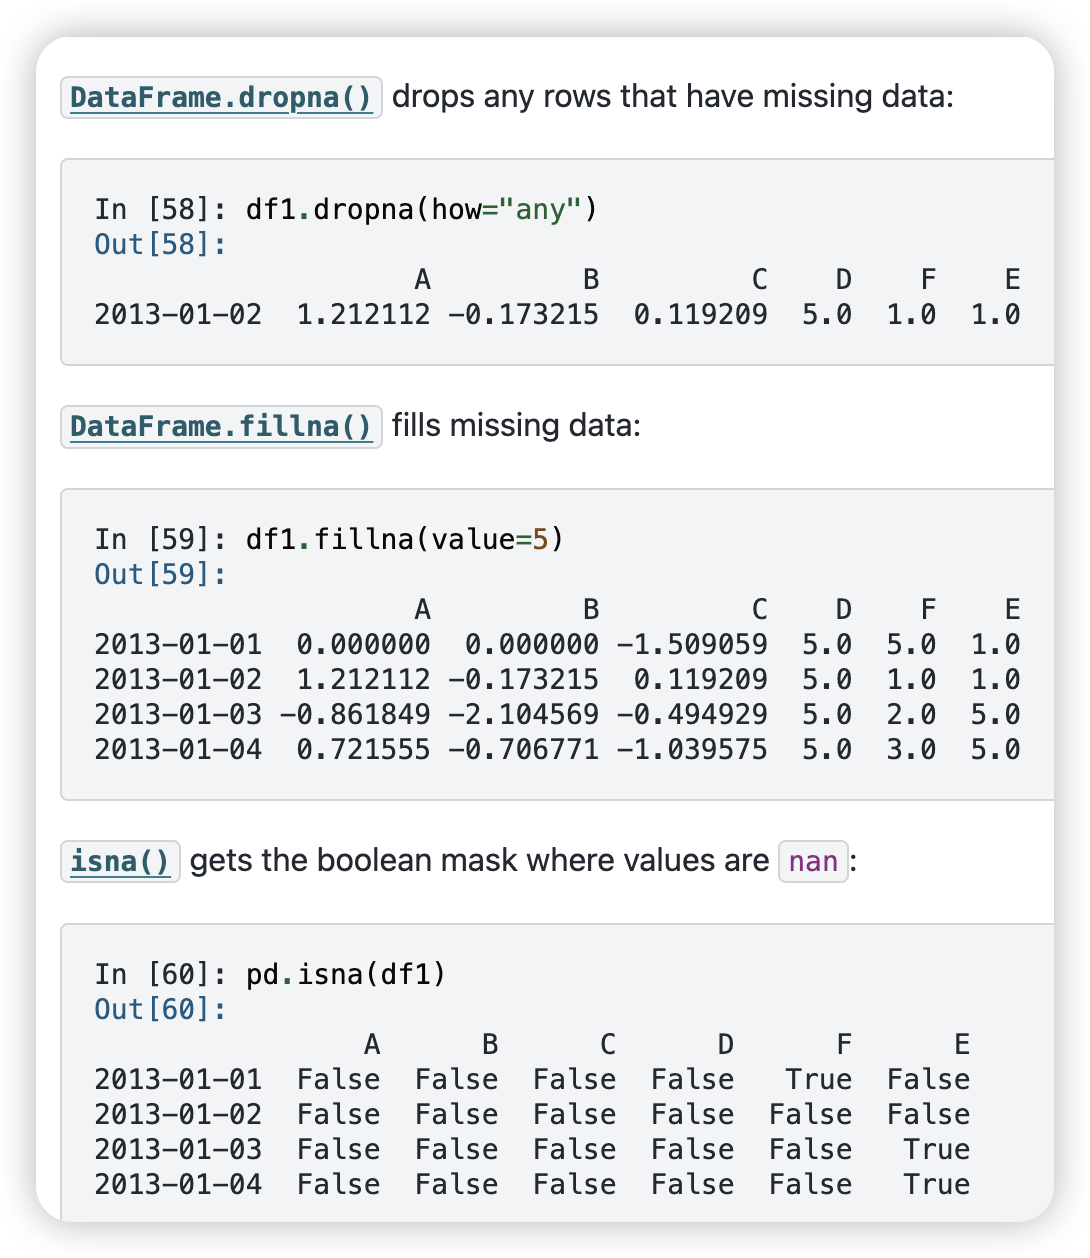 DataFrame.dropna() drops any rows that have missing data:
In [58]: df1.dropna(how="any")
Out[58]:
                   A         B         C    D    F    E
2013-01-02  1.212112 -0.173215  0.119209  5.0  1.0  1.0
DataFrame.fillna() fills missing data:
In [59]: df1.fillna(value=5)
Out[59]:
                   A         B         C    D    F    E
2013-01-01  0.000000  0.000000 -1.509059  5.0  5.0  1.0
2013-01-02  1.212112 -0.173215  0.119209  5.0  1.0  1.0
2013-01-03 -0.861849 -2.104569 -0.494929  5.0  2.0  5.0
2013-01-04  0.721555 -0.706771 -1.039575  5.0  3.0  5.0
isna() gets the boolean mask where values are nan:
In [60]: pd.isna(df1)
Out[60]:
                A      B      C      D      F      E
2013-01-01  False  False  False  False   True  False
2013-01-02  False  False  False  False  False  False
2013-01-03  False  False  False  False  False   True
2013-01-04  False  False  False  False  False   True